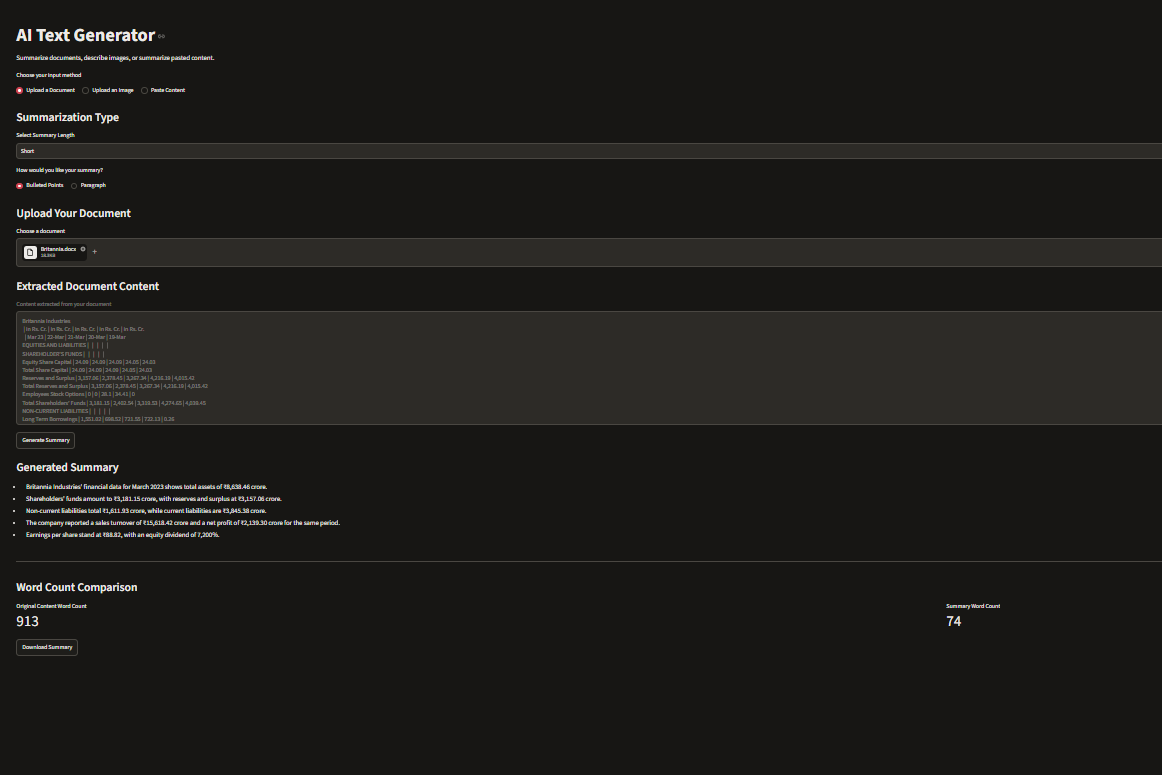 AI Text Generator
Summarize documents, describe images, or summarize pasted content.
Choose your input method
Upload a Document Upload an Image Paste Content
Summarization Type
Select Summary Length
Short
How would you like your summary?
Bulleted Points Paragraph
Upload Your Document
Choose a document
Britannia.docx
Extracted Document Content
Content extracted from your document
Britannia Industries
| In Rs. Cr. | In Rs. Cr. | In Rs. Cr. | In Rs. Cr. | In Rs. Cr.
| Mar 23 | 22-Mar | 21-Mar | 20-Mar | 19-Mar
EQUITIES AND LIABILITIES | | | | |
SHAREHOLDER'S FUNDS | | | | |
Equity Share Capital | 24.09 | 24.09 | 24.09 | 24.05 | 24.03
Total Share Capital | 24.09 | 24.09 | 24.09 | 24.05 | 24.03
Reserves and Surplus | 3,157.06 | 2,378.45 | 3,267.34 | 4,216.19 | 4,015.42
Total Reserves and Surplus | 3,157.06 | 2,378.45 | 3,267.34 | 4,216.19 | 4,015.42
Employees Stock Options | 0 | 0 | 28.1 | 34.41 | 0
Total Shareholders' Funds | 3,181.15 | 2,402.54 | 3,319.53 | 4,274.65 | 4,039.45
NON-CURRENT LIABILITIES | | | | |
Long Term Borrowings | 1,551.03 | 698.52 | 721.55 | 722.15 | 0.26
Generate Summary
Generated Summary
• Britannia Industries' financial data for March 2023 shows total assets of ₹8,638.46 crore.
• Shareholders' funds amount to ₹3,181.15 crore, with reserves and surplus at ₹3,157.06 crore.
• Non-current liabilities total ₹1,611.93 crore, while current liabilities are ₹3,845.38 crore.
• The company reported a sales turnover of ₹15,618.42 crore and a net profit of ₹2,139.30 crore for the same period.
• Earnings per share stand at ₹88.82, with an equity dividend of 7,200%.
Word Count Comparison
Original Content Word Count Summary Word Count
913 74
Download Summary